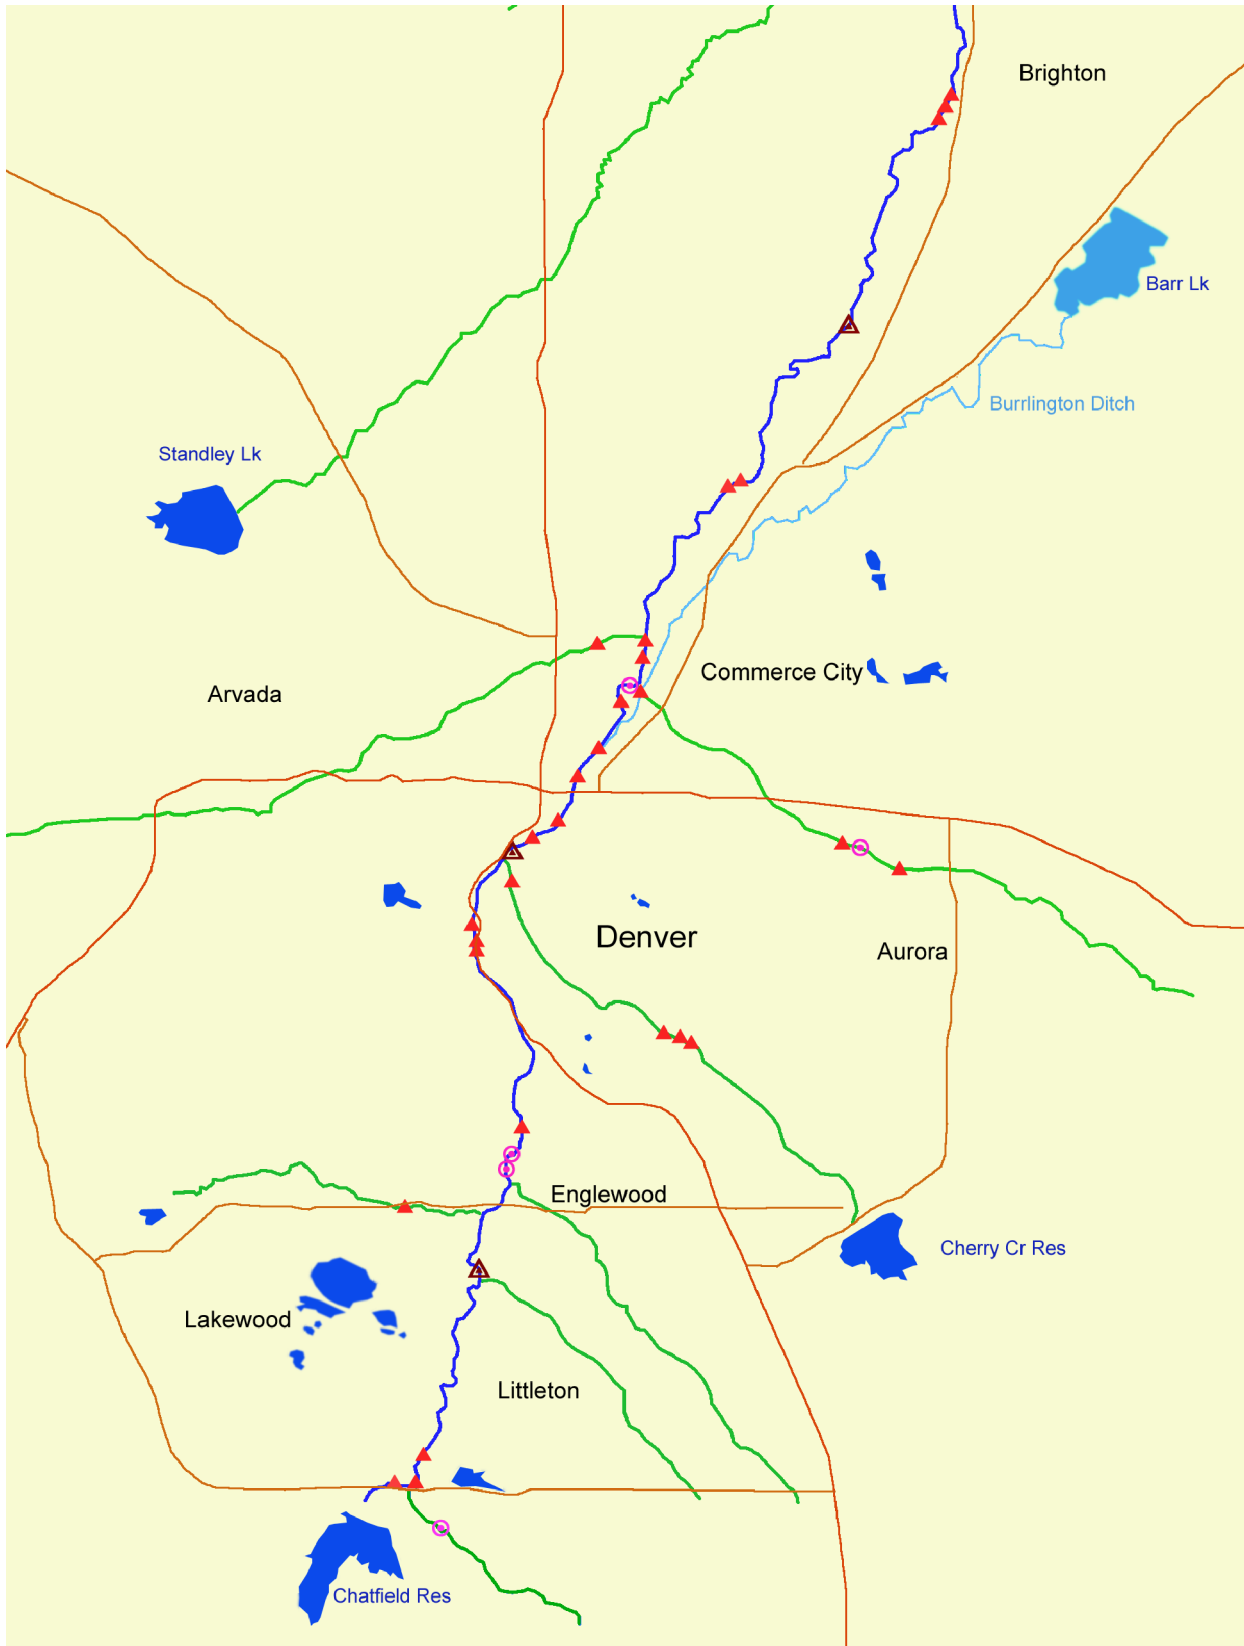 Brighton
Barr Lk
Burrlington Ditch
Standley Lk
Commerce City
Arvada
Denver
Aurora
Englewood
Cherry Cr Res
Lakewood
Littleton
Chatfield Res